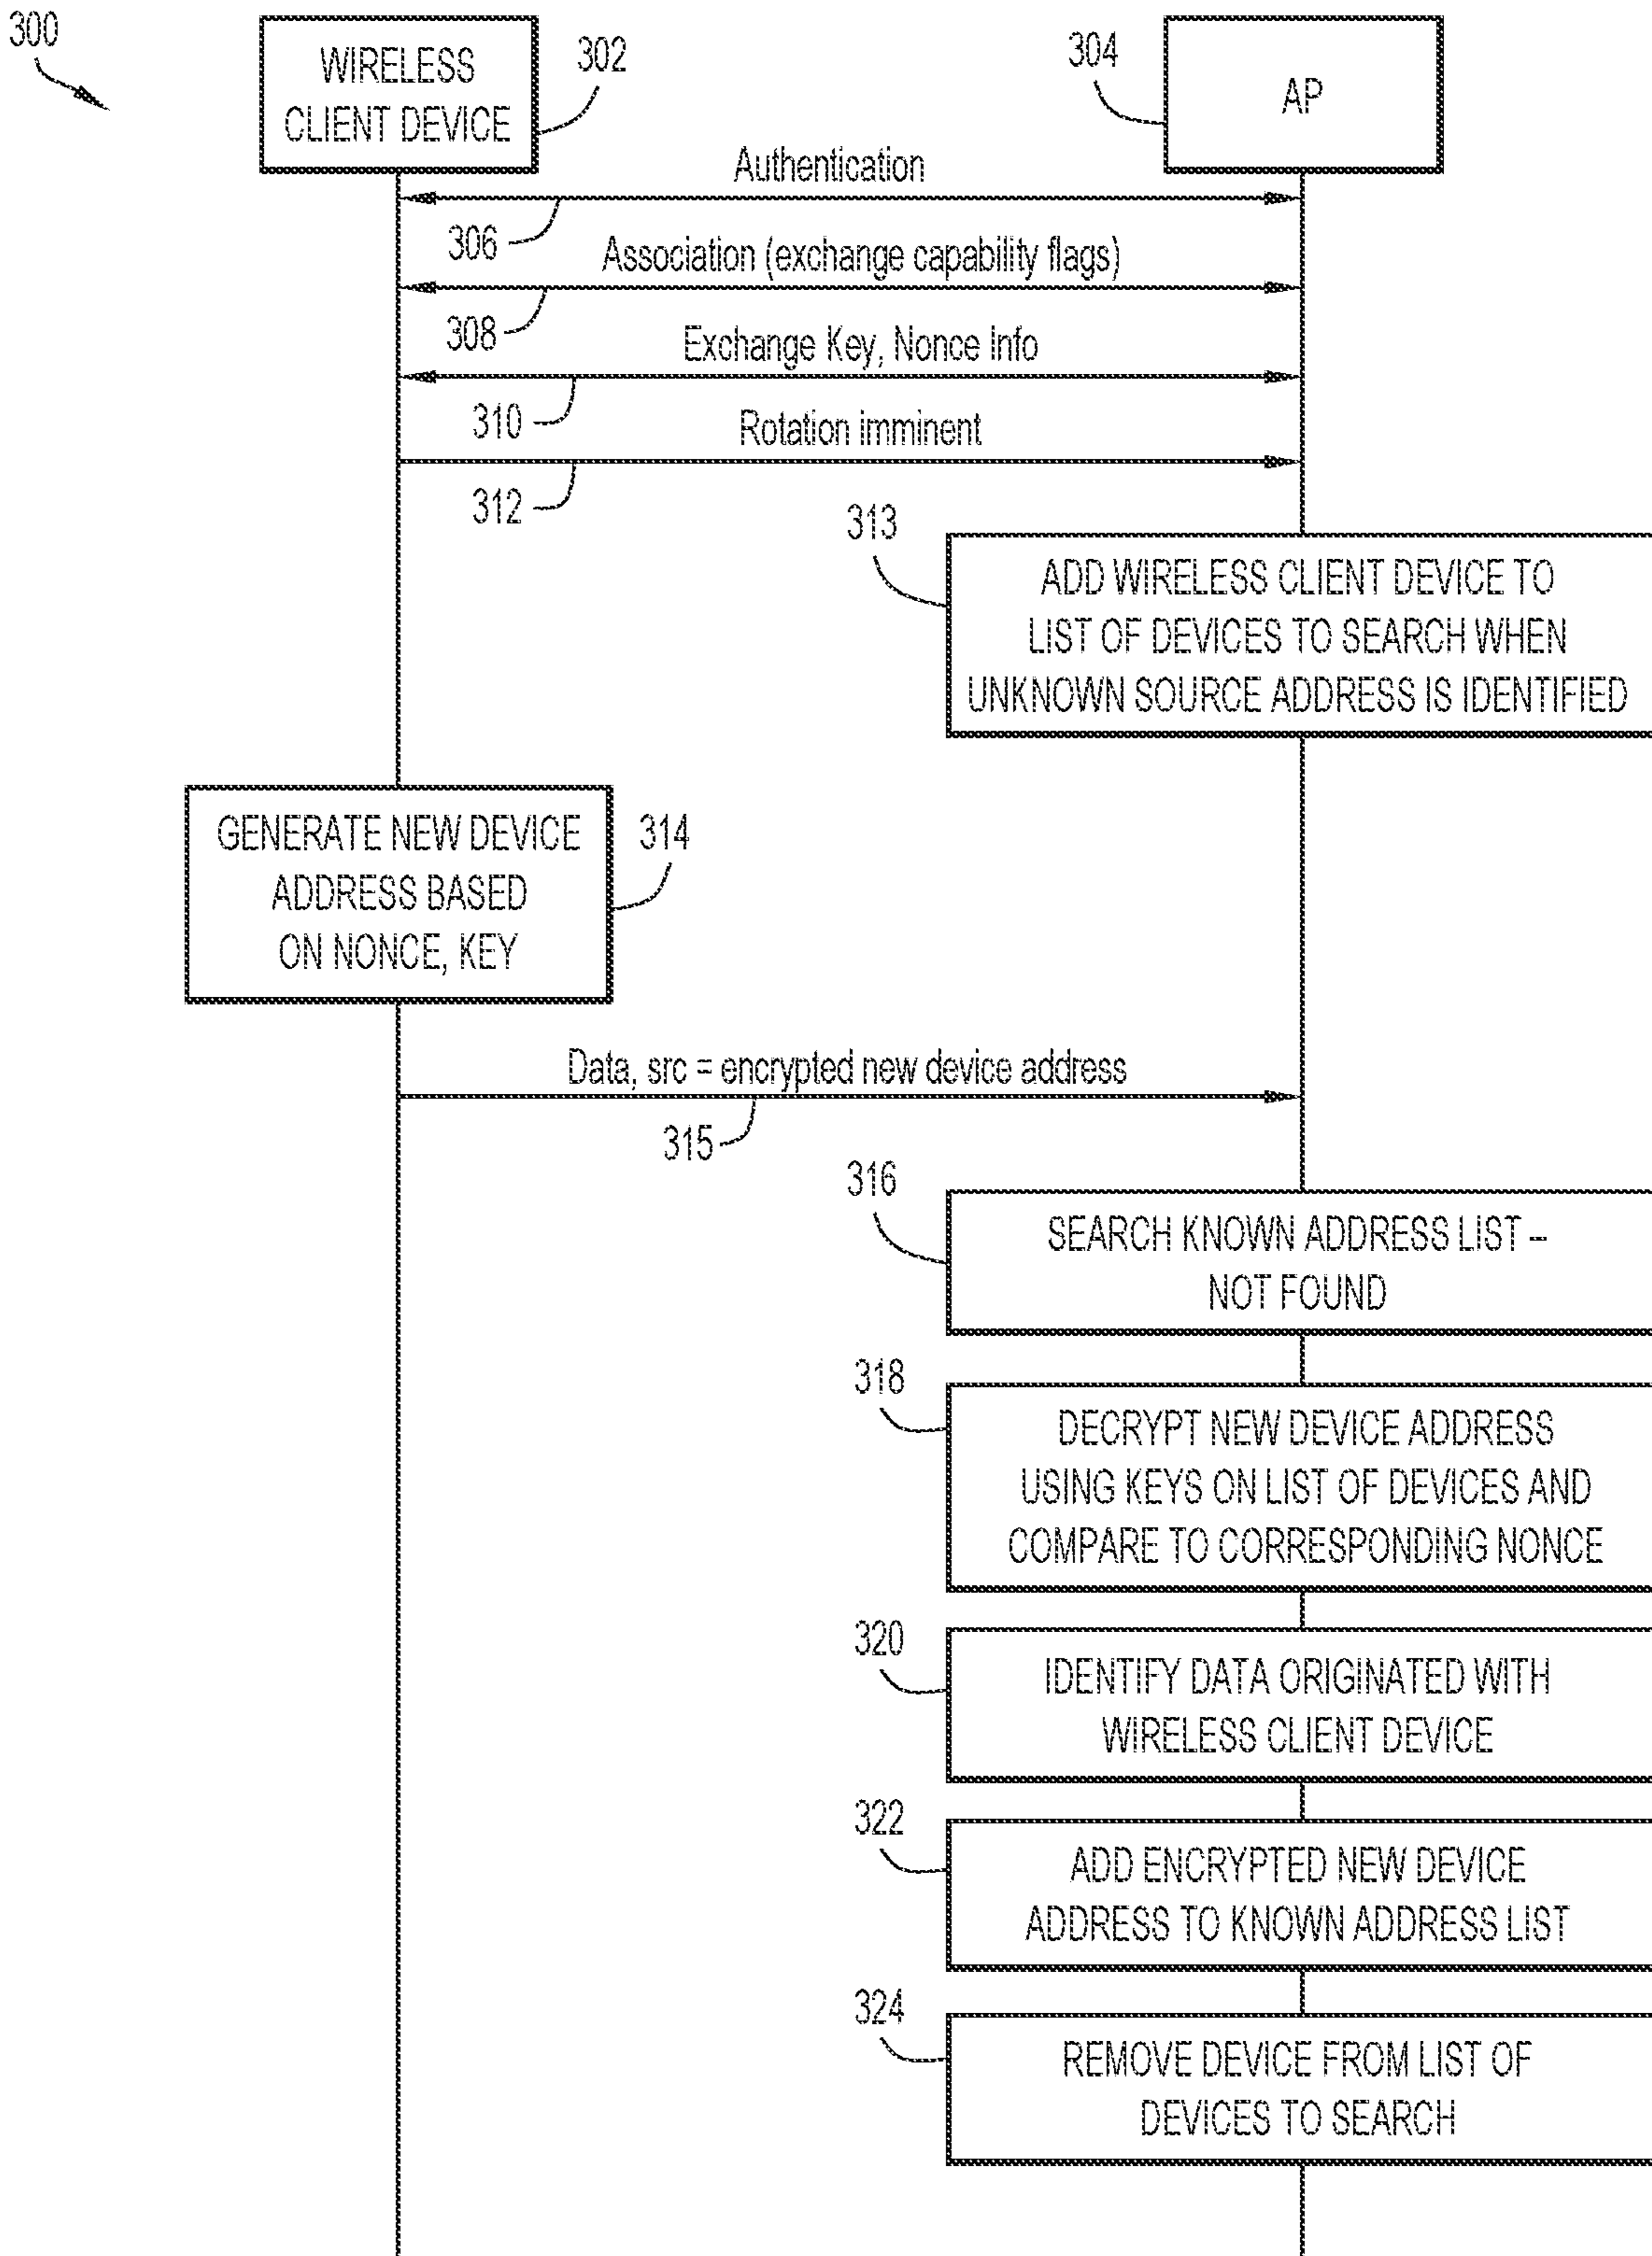 300
WIRELESS
CLIENT DEVICE
302
304
AP
Authentication
306
Association (exchange capability flags)
308
Exchange Key, Nonce Info
310
Rotation imminent
312
313
ADD WIRELESS CLIENT DEVICE TO
LIST OF DEVICES TO SEARCH WHEN
UNKNOWN SOURCE ADDRESS IS IDENTIFIED
GENERATE NEW DEVICE
ADDRESS BASED
ON NONCE, KEY
314
Data, src = encrypted new device address
315
316
SEARCH KNOWN ADDRESS LIST –
NOT FOUND
318
DECRYPT NEW DEVICE ADDRESS
USING KEYS ON LIST OF DEVICES AND
COMPARE TO CORRESPONDING NONCE
320
IDENTIFY DATA ORIGINATED WITH
WIRELESS CLIENT DEVICE
322
ADD ENCRYPTED NEW DEVICE
ADDRESS TO KNOWN ADDRESS LIST
324
REMOVE DEVICE FROM LIST OF
DEVICES TO SEARCH